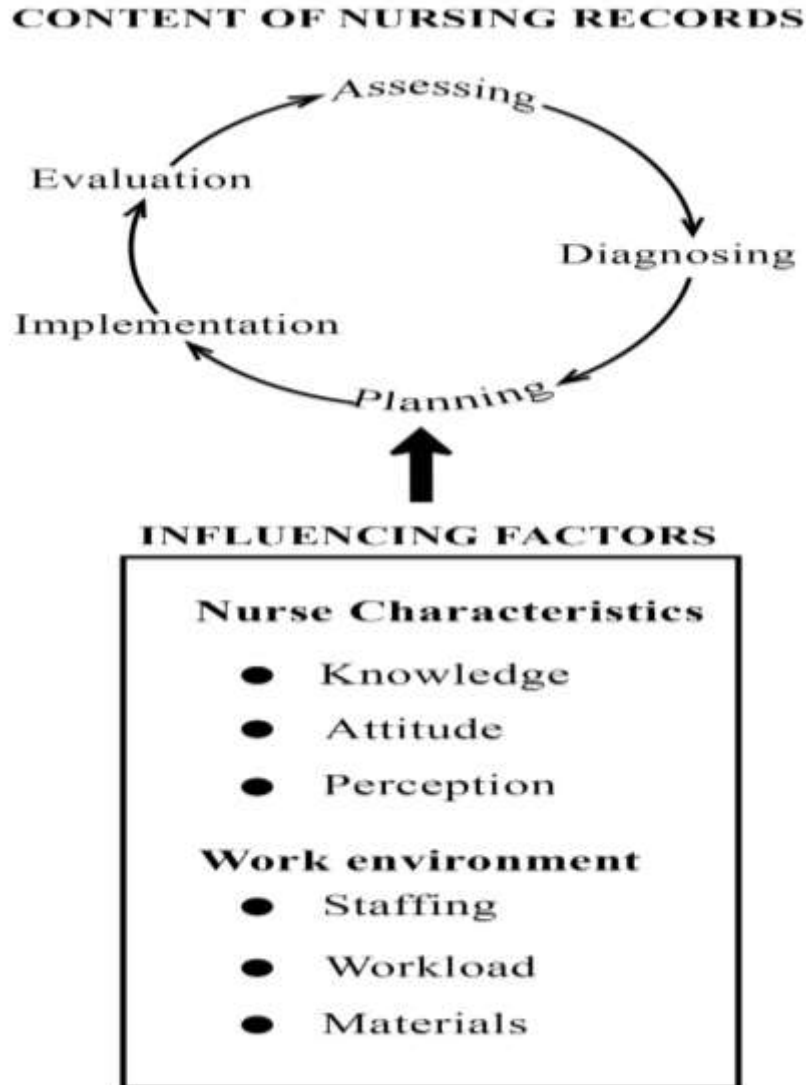 CONTENT OF NURSING RECORDS
Assessing
Evaluation
Diagnosing
Implementation
Planning
INFLUENCING FACTORS
Nurse Characteristics
● Knowledge
● Attitude
● Perception
Work environment
● Staffing
● Workload
● Materials